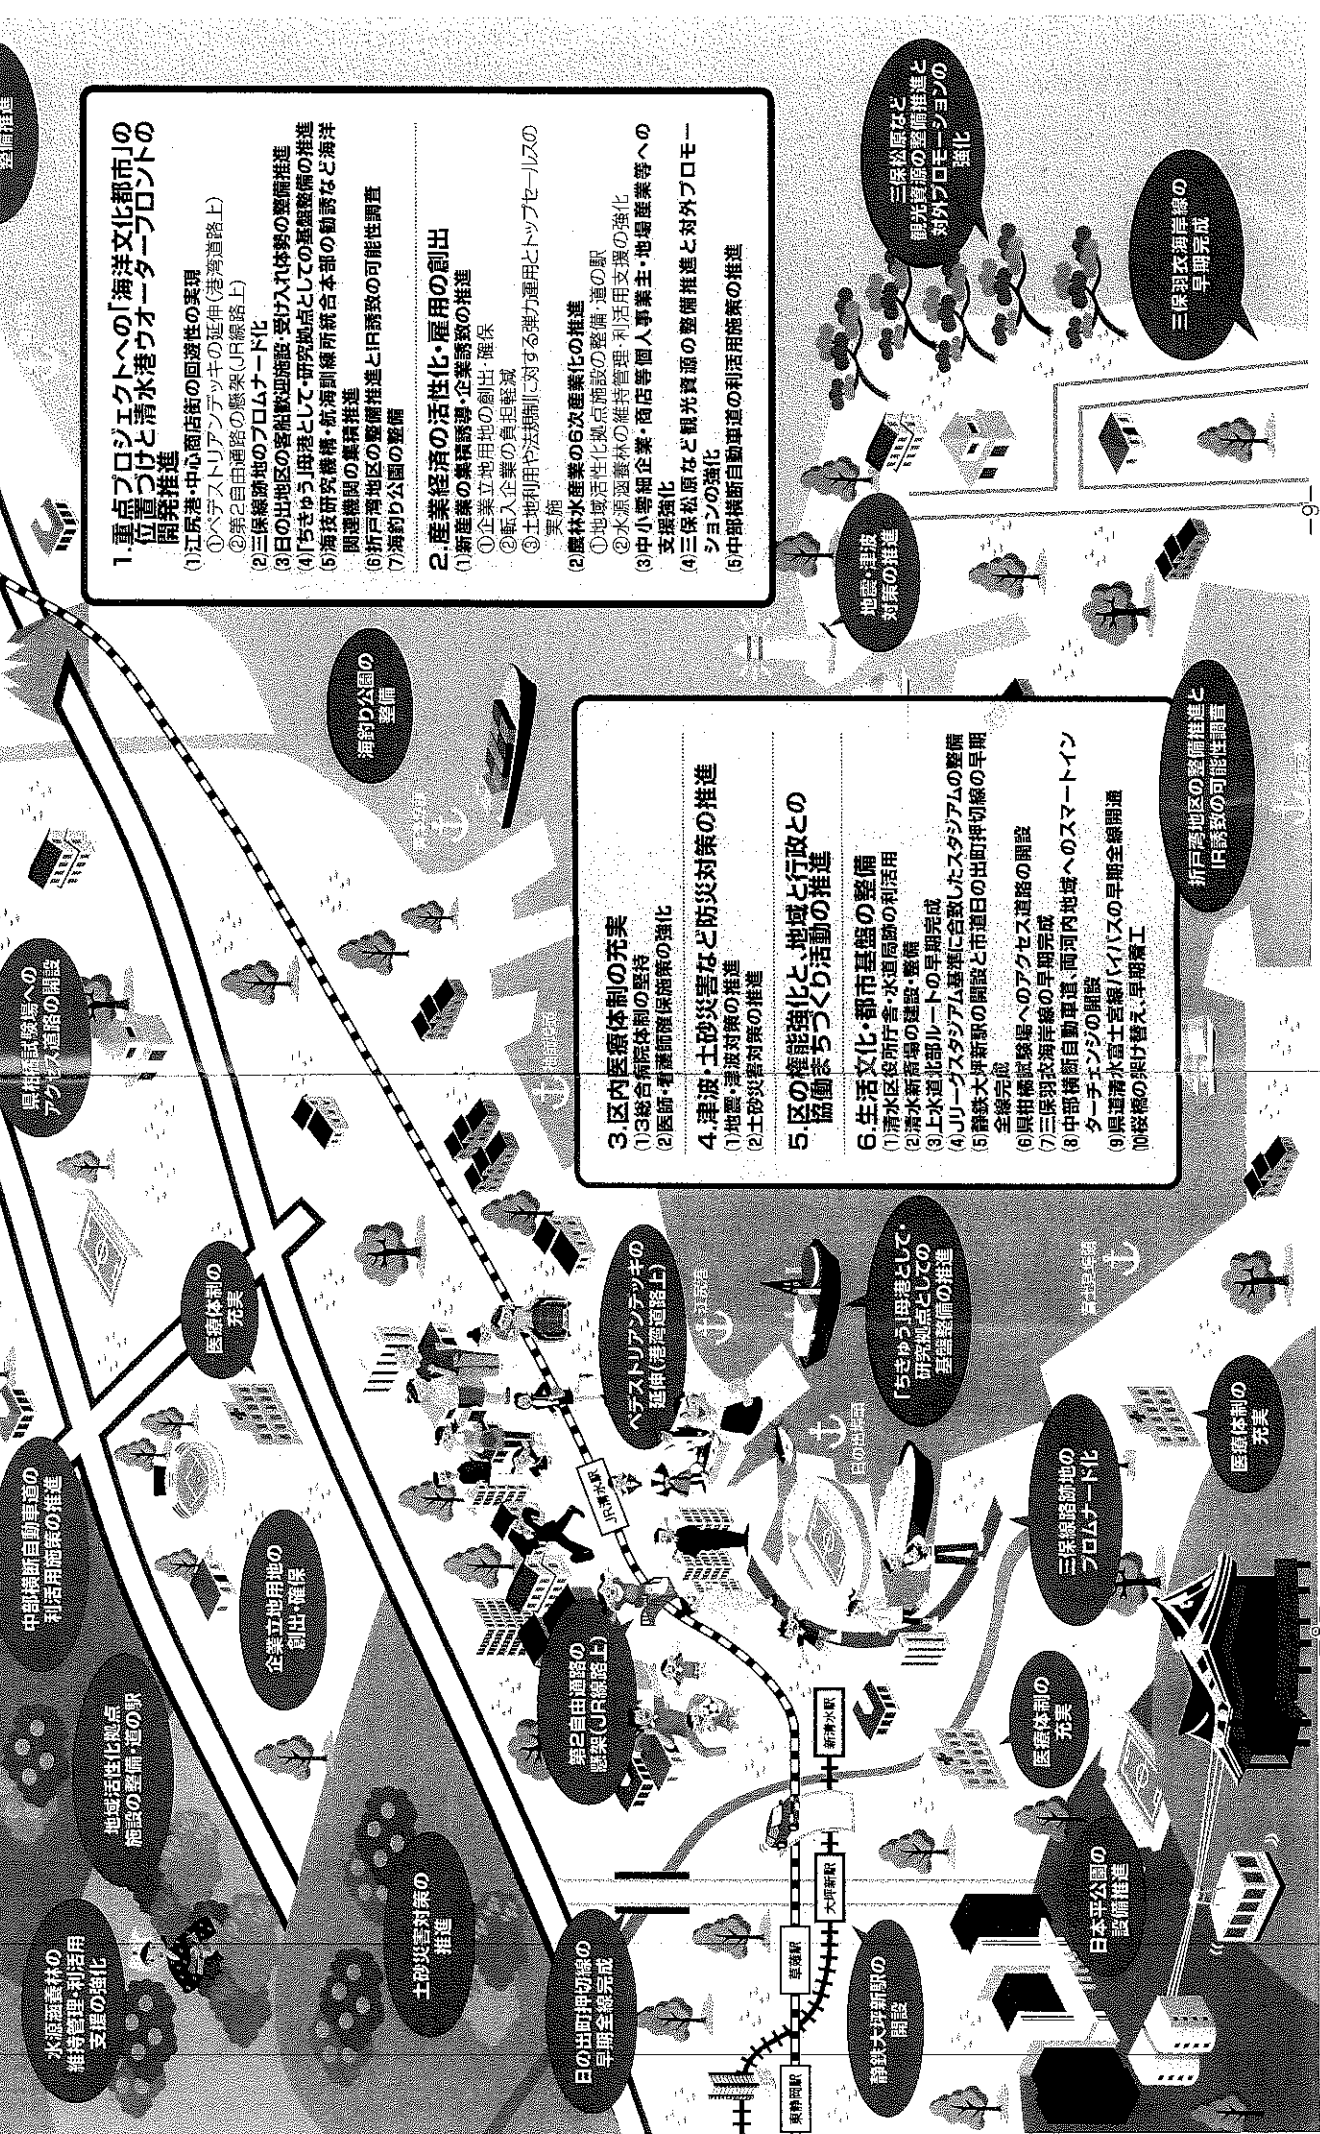 1.重点プロジェクトへの「海洋文化都市」の
位置づけと清水港ウオーターフロントの
開発推進
(1)江尻港・中心商店街の回遊性の実現
①ペデストリアンデッキの延伸(港湾道路上)
②第2自由通路の懸架(JR線路上)
(2)三保線跡地のプロムナード化
(3)日の出地区の客船歓迎施設・受け入れ体勢の整備推進
(4)「ちきゅう」母港として・研究拠点としての基盤整備の推進
(5)海技研究機構・航海訓練所統合本部の勧誘など海洋
関連機関の集積推進
(6)折戸湾地区の整備推進とIR誘致の可能性調査
(7)海釣り公園の整備
2.産業経済の活性化・雇用の創出
(1)新産業の集積誘導・企業誘致の推進
①企業立地用地の創出・確保
②転入企業の負担軽減
③土地利用や法規制に対する弾力運用とトップセールスの
実施
(2)農林水産業の6次産業化の推進
①地域活性化拠点施設の整備・道の駅
②水源涵養林の維持管理・利活用支援の強化
(3)中小零細企業・商店等個人事業主・地場産業等への
支援強化
(4)三保松原など観光資源の整備推進と対外プロモー
ションの強化
(5)中部横断自動車道の利活用施策の推進
3.区内医療体制の充実
(1)3総合病院体制の堅持
(2)医師・看護師確保施策の強化
4.津波・土砂災害など防災対策の推進
(1)地震・津波対策の推進
(2)土砂災害対策の推進
5.区の権能強化と、地域と行政との
協働まちづくり活動の推進
6.生活文化・都市基盤の整備
(1)清水区役所庁舎・水道局跡の利活用
(2)清水新斎場の建設・整備
(3)上水道北部ルートの早期完成
(4)Jリーグスタジアム基準に合致したスタジアムの整備
(5)静鉄大坪新駅の開設と市道日の出町押切線の早期
全線完成
(6)県柑橘試験場へのアクセス道路の開設
(7)三保羽衣海岸線の早期完成
(8)中部横断自動車道、両河内地域へのスマートイン
ターチェンジの開設
(9)県道清水富士宮線バイパスの早期全線開通
(10)桜橋の架け替え、早期着工
整備推進
県柑橘試験場への
アクセス道路の開設
中部横断自動車道の
利活用施策の推進
地域活性化拠点
施設の整備・道の駅
水源涵養林の
維持管理・利活用
支援の強化
医療体制の
充実
企業立地用地の
創出・確保
土砂災害対策の
推進
海釣り公園の
整備
ペデストリアンデッキの
延伸(港湾道路上)
第2自由通路の
懸架(JR線路上)
日の出町押切線の
早期全線完成
三保松原など
観光資源の整備推進と
対外プロモーションの
強化
地震・津波
対策の推進
三保羽衣海岸線の
早期完成
折戸湾地区の整備推進と
IR誘致の可能性調査
「ちきゅう」母港として・
研究拠点としての
基盤整備の推進
三保線路跡地の
プロムナード化
医療体制の
充実
医療体制の
充実
日本平公園の
設備推進
静鉄大坪新駅の
開設
JR清水駅
新清水駅
大坪新駅
草薙駅
東静岡駅
江尻港
日の出埠頭
富士見埠頭
-9-